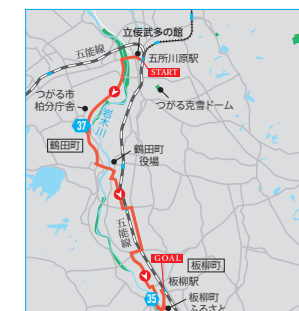 立佞武多の館
五能線
五所川原駅
START
つがる克雪ドーム
つがる市
柏分庁舎
岩木川
37
鶴田町
鶴田町
役場
五能線
GOAL
板柳町
板柳駅
35
板柳町
ふるさと